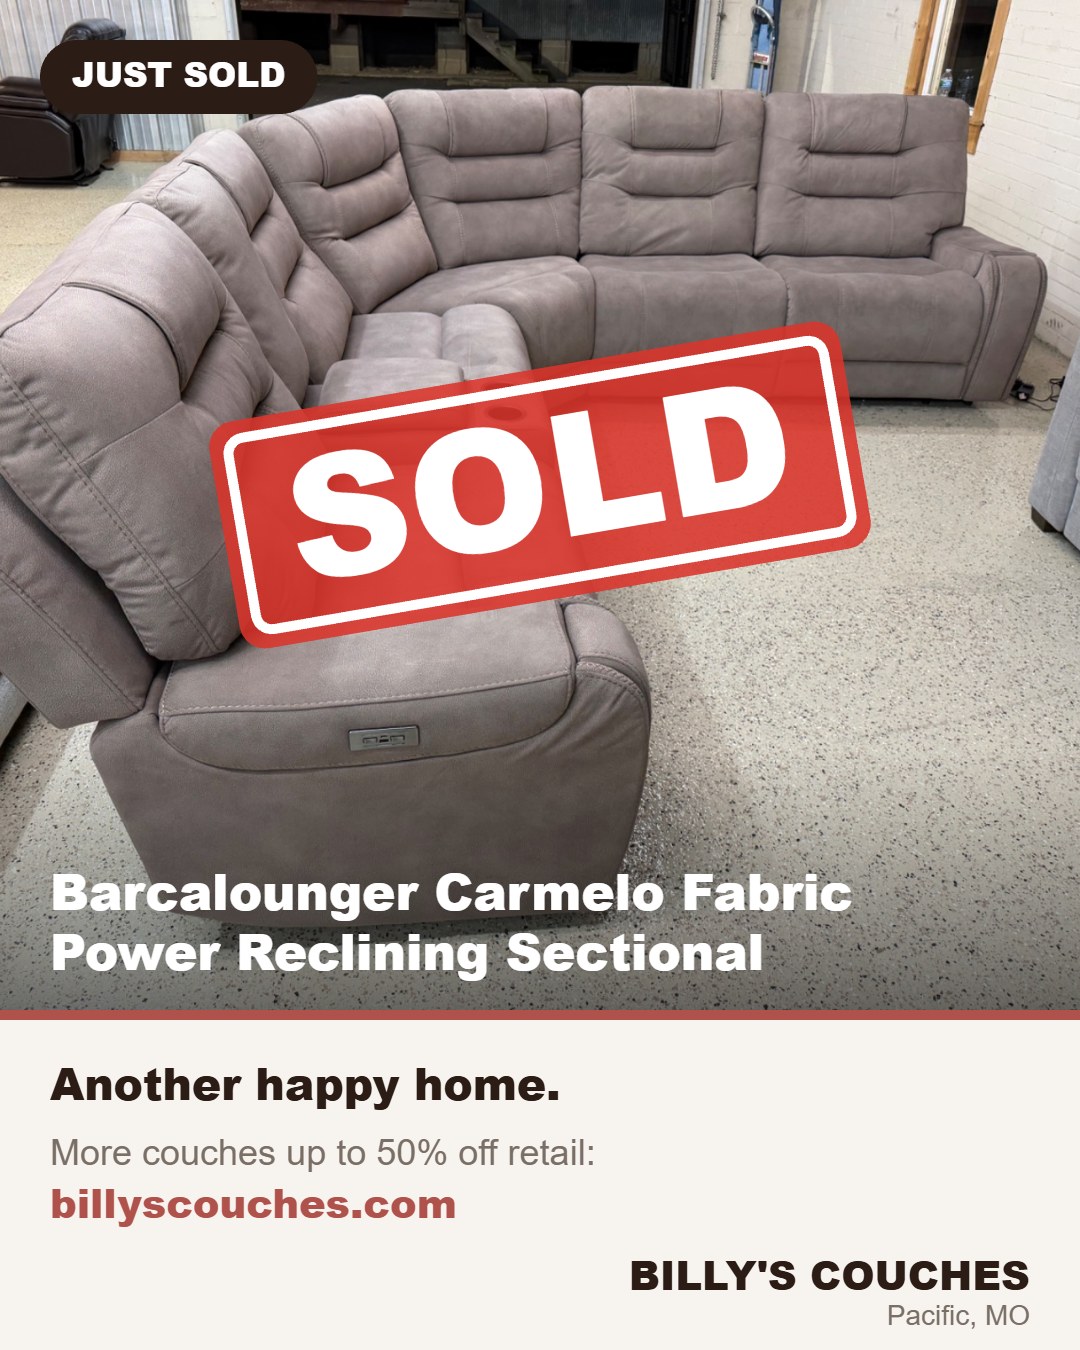 JUST SOLD
SOLD
Barcalounger Carmelo Fabric
Power Reclining Sectional
Another happy home.
More couches up to 50% off retail:
billyscouches.com
BILLY'S COUCHES
Pacific, MO